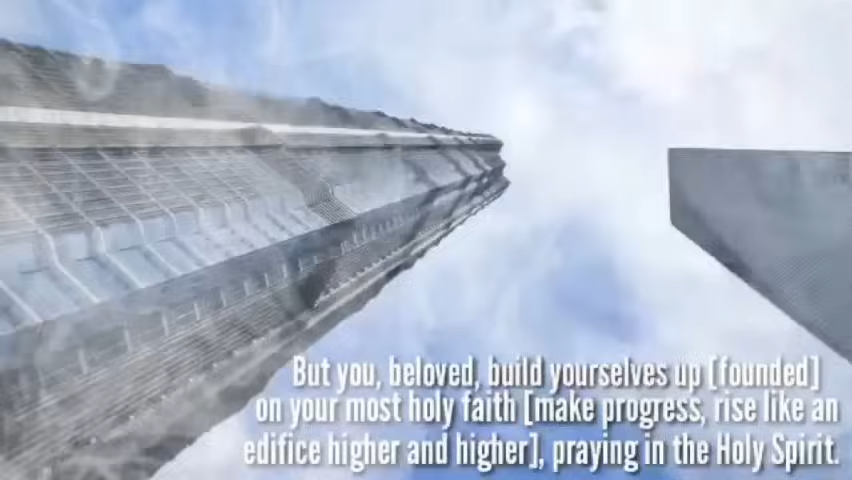 But you, beloved, build yourselves up [founded]
on your most holy faith [make progress, rise like an
edifice higher and higher], praying in the Holy Spirit.